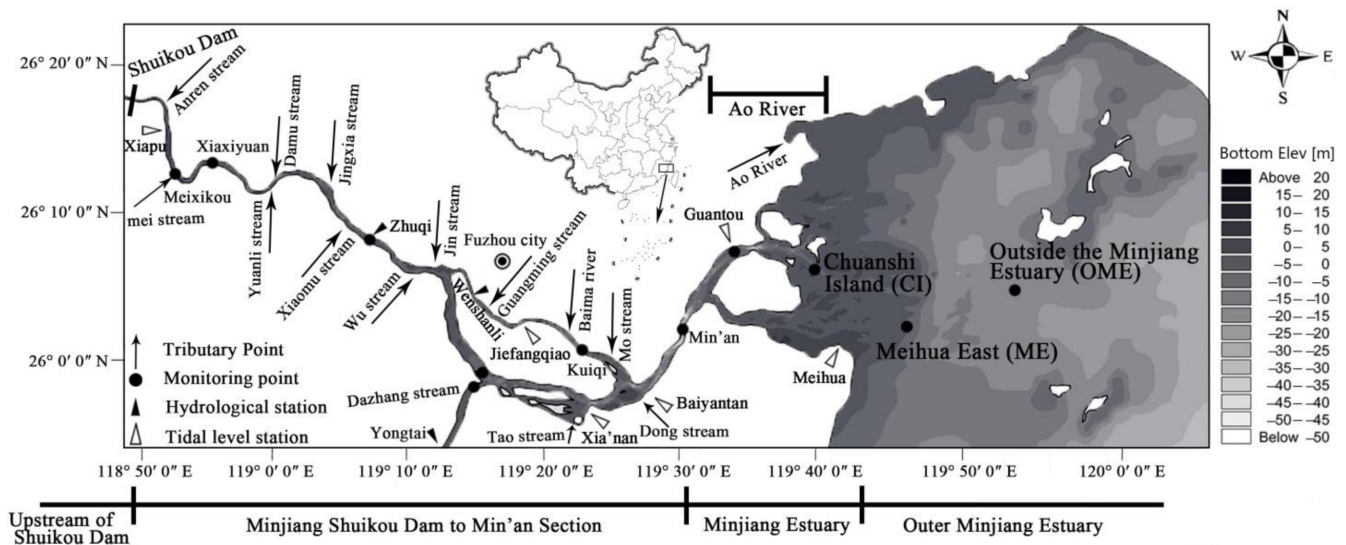 N
W
E
S
26° 20′ 0″ N
26° 10′ 0″ N
26° 0′ 0″ N
Shuikou Dam
Anren stream
Xiapu
Xiaxiyuan
Meixikou
mei stream
Damu stream
Jingxia stream
Yuanli stream
Xiaomu stream
Zhuqi
Wu stream
Jin stream
Fuzhou city
Wenshanli
Guangming stream
Jiefangqiao
Baima river
Mo stream
Kuiqi
Dazhang stream
Yongtai
Tao stream
Xia'nan
Dong stream
Baiyantan
Min'an
Guantou
Ao River
Ao River
Meihua
Chuanshi
Island (CI)
Meihua East (ME)
Outside the Minjiang
Estuary (OME)
Tributary Point
Monitoring point
Hydrological station
Tidal level station
Bottom Elev [m]
Above 20
15– 20
10– 15
5– 10
0– 5
–5– 0
–10– –5
–15– –10
–20– –15
–25– –20
–30– –25
–35– –30
–40– –35
–45– –40
–50– –45
Below –50
118°50′0″ E
119°0′0″ E
119°10′0″ E
119°20′0″ E
119°30′0″ E
119°40′0″ E
119°50′0″ E
120°0′0″ E
Upstream of
Shuikou Dam
Minjiang Shuikou Dam to Min'an Section
Minjiang Estuary
Outer Minjiang Estuary